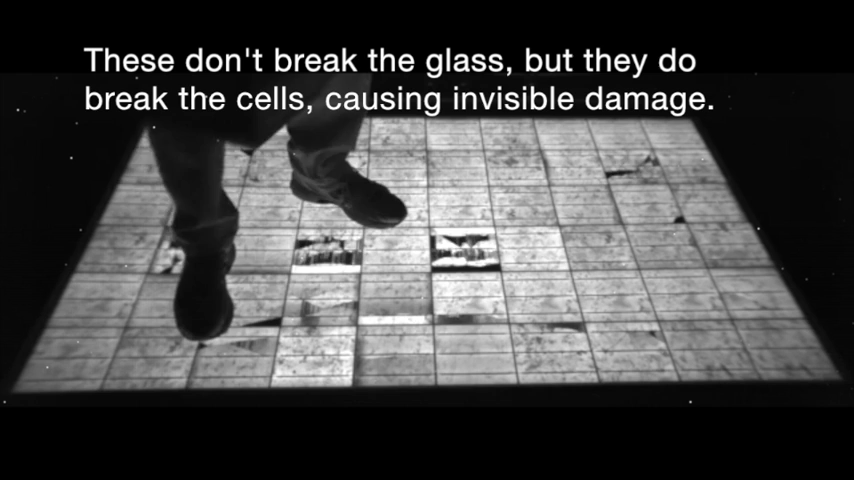 These don't break the glass, but they do
break the cells, causing invisible damage.